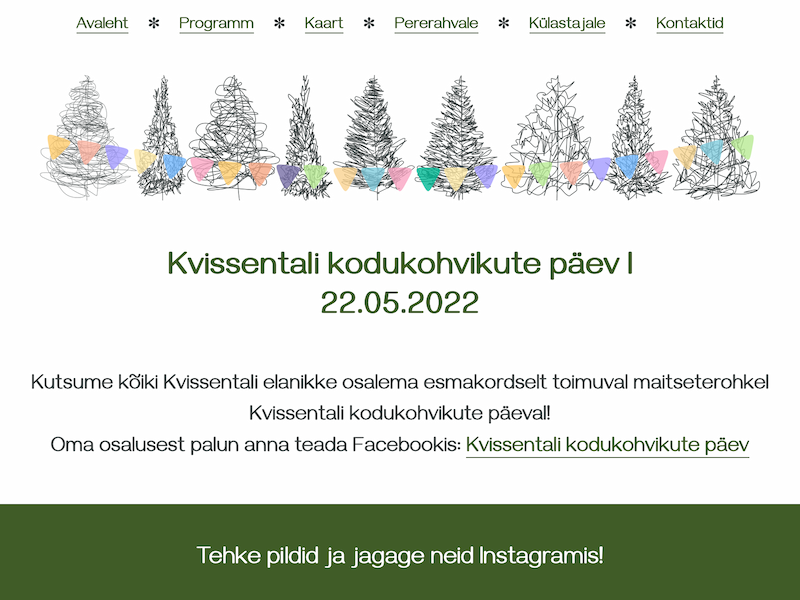 Avaleht ✻ Programm ✻ Kaart ✻ Pererahvale ✻ Külastajale ✻ Kontaktid
Kvissentali kodukohvikute päev |
22.05.2022
Kutsume kõiki Kvissentali elanikke osalema esmakordselt toimuval maitseterohkel
Kvissentali kodukohvikute päeval!
Oma osalusest palun anna teada Facebookis: Kvissentali kodukohvikute päev
Tehke pildid ja jagage neid Instagramis!